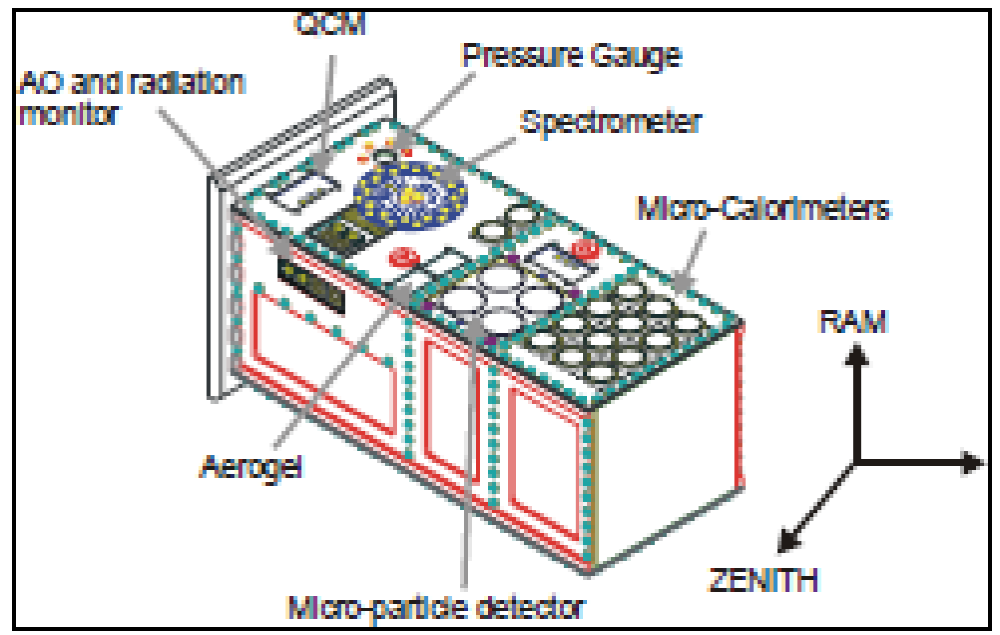 QCM
Pressure Gauge
AO and radiation
monitor
Spectrometer
Micro-Calorimeters
RAM
Aerogel
ZENITH
Micro-particle detector